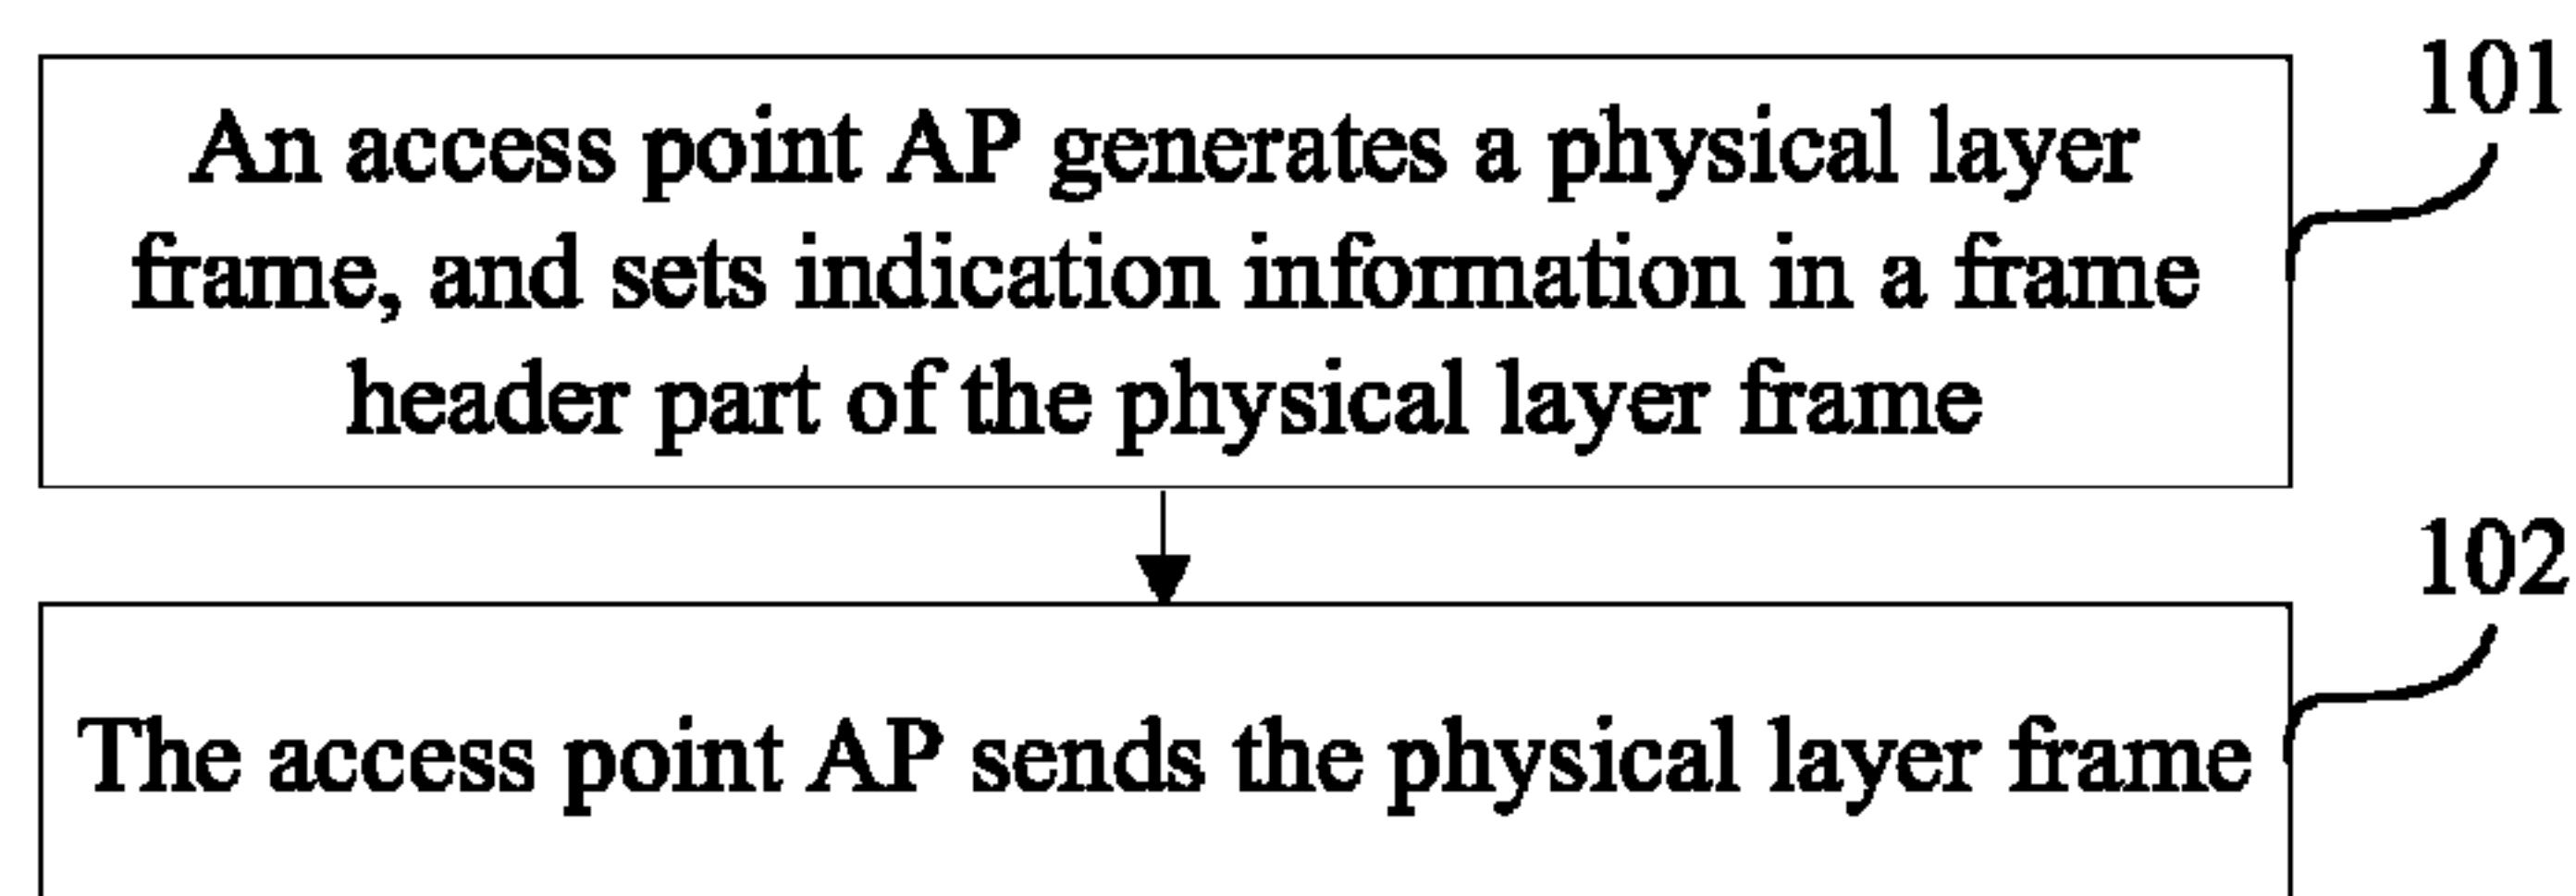 101
An access point AP generates a physical layer
frame, and sets indication information in a frame
header part of the physical layer frame
102
The access point AP sends the physical layer frame